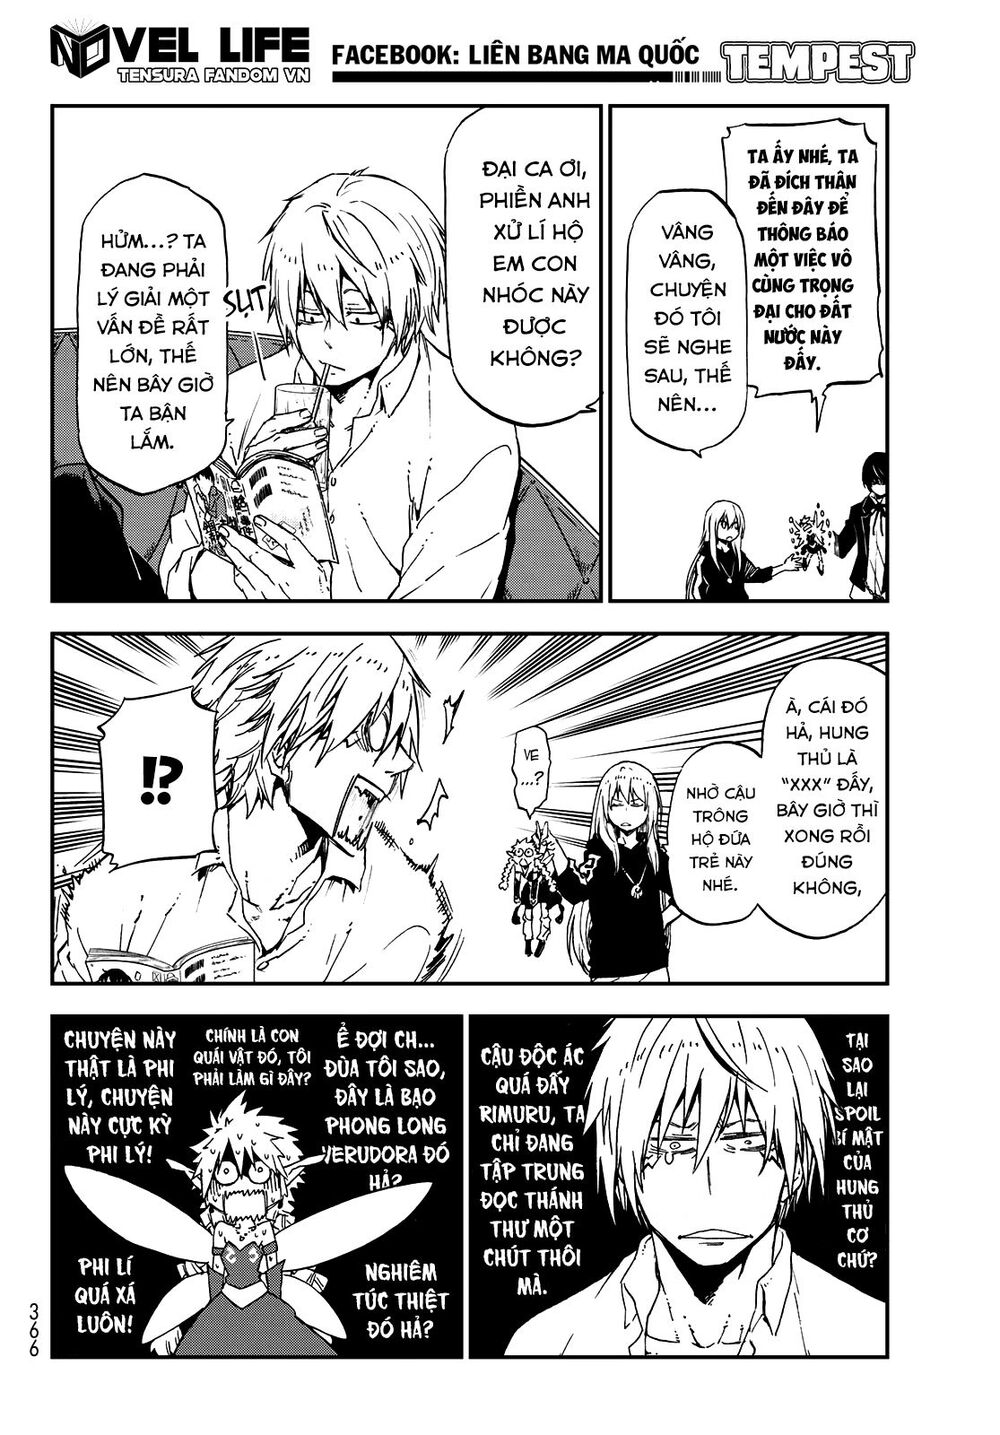 NOVEL LIFE
TENSURA FANDOM VN
FACEBOOK: LIÊN BANG MA QUỐC
TEMPEST
TA ẤY NHÉ, TA
ĐÃ ĐÍCH THÂN
ĐẾN ĐÂY ĐỂ
THÔNG BÁO
MỘT VIỆC VÔ
CÙNG TRỌNG
ĐẠI CHO ĐẤT
NƯỚC NÀY
ĐẤY.
VÂNG
VÂNG,
CHUYỆN
ĐÓ TÔI
SẼ NGHE
SAU, THẾ
NÊN...
ĐẠI CA ƠI,
PHIỀN ANH
XỬ LÍ HỘ
EM CON
NHÓC NÀY
ĐƯỢC
KHÔNG?
SỤT
HỬM...? TA
ĐANG PHẢI
LÝ GIẢI MỘT
VẤN ĐỀ RẤT
LỚN, THẾ
NÊN BÂY GIỜ
TA BẬN
LẮM.
À, CÁI ĐÓ
HẢ, HUNG
THỦ LÀ
“XXX” ĐẤY,
BÂY GIỜ THÌ
XONG RỒI
ĐÚNG
KHÔNG,
NHỜ CẬU
TRÔNG
HỘ ĐỨA
TRẺ NÀY
NHÉ.
VE
...?
!?
TẠI
SAO
LẠI
SPOIL
BÍ MẬT
CỦA
HUNG
THỦ
CƠ
CHỨ?
CẬU ĐỘC ÁC
QUÁ ĐẤY
RIMURU, TA
CHỈ ĐANG
TẬP TRUNG
ĐỌC THÁNH
THƯ MỘT
CHÚT THÔI
MÀ.
Ể ĐỢI CH...
ĐÙA TÔI SAO,
ĐÂY LÀ BẠO
PHONG LONG
VERUDORA ĐÓ
HẢ?
CHÍNH LÀ CON
QUÁI VẬT ĐÓ, TÔI
PHẢI LÀM GÌ ĐÂY?
CHUYỆN NÀY
THẬT LÀ PHI
LÝ, CHUYỆN
NÀY CỰC KỲ
PHI LÝ!
NGHIÊM
TÚC THIỆT
ĐÓ HẢ?
PHI LÍ
QUÁ XÁ
LUÔN!
366